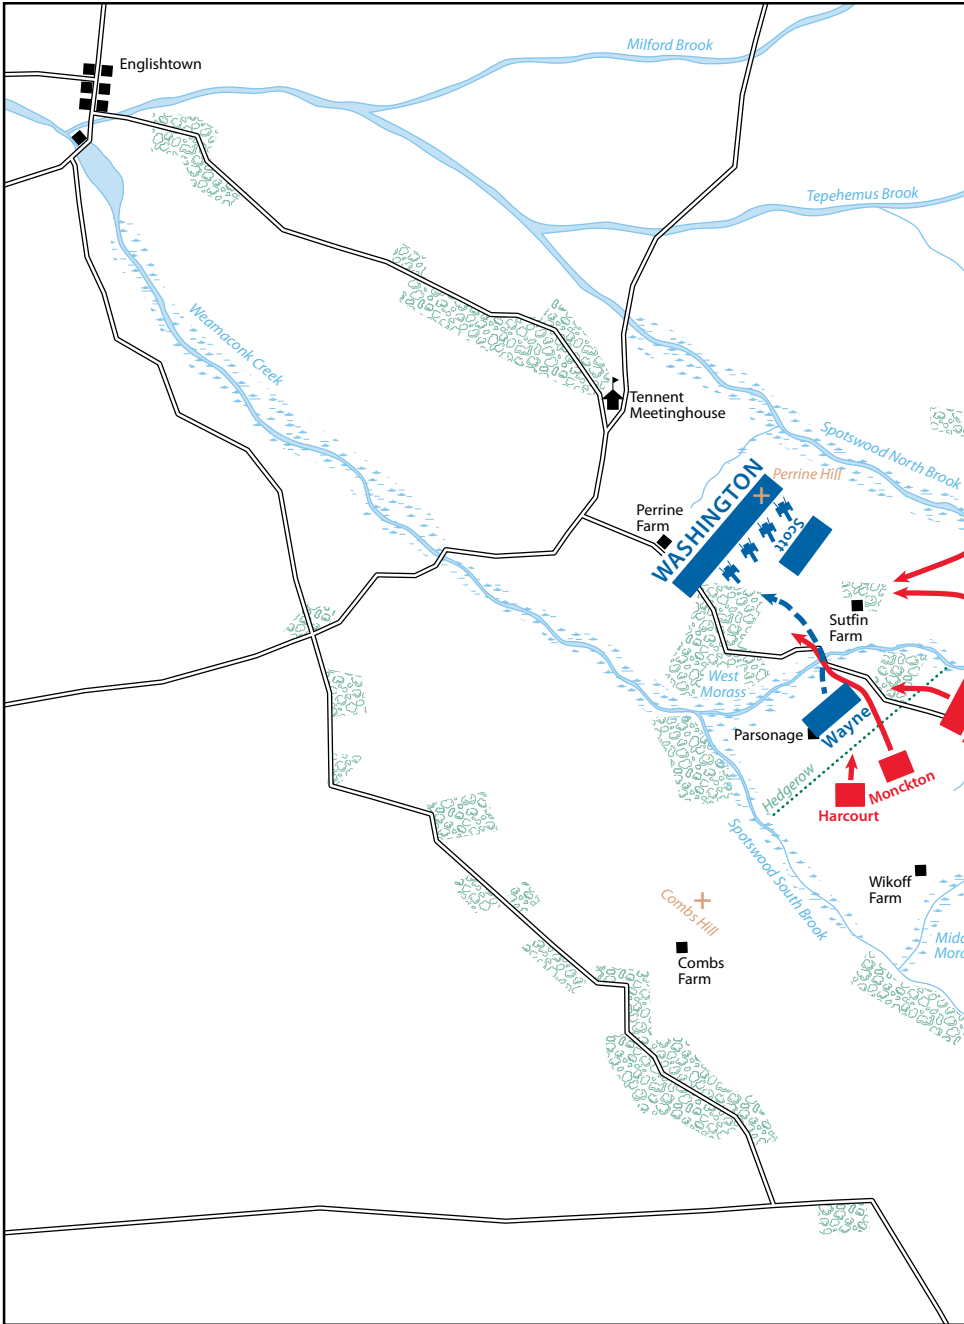 Milford Brook
Englishtown
Tepehemus Brook
Weamaconk Creek
Tennent
Meetinghouse
Spotswood North Brook
Perrine Hill
WASHINGTON
Perrine
Farm
Scott
Sutfin
Farm
West
Morass
Parsonage
Wayne
Hedgerow
Monckton
Harcourt
Spotswood South Brook
Wikoff
Farm
Combs Hill
Combs
Farm